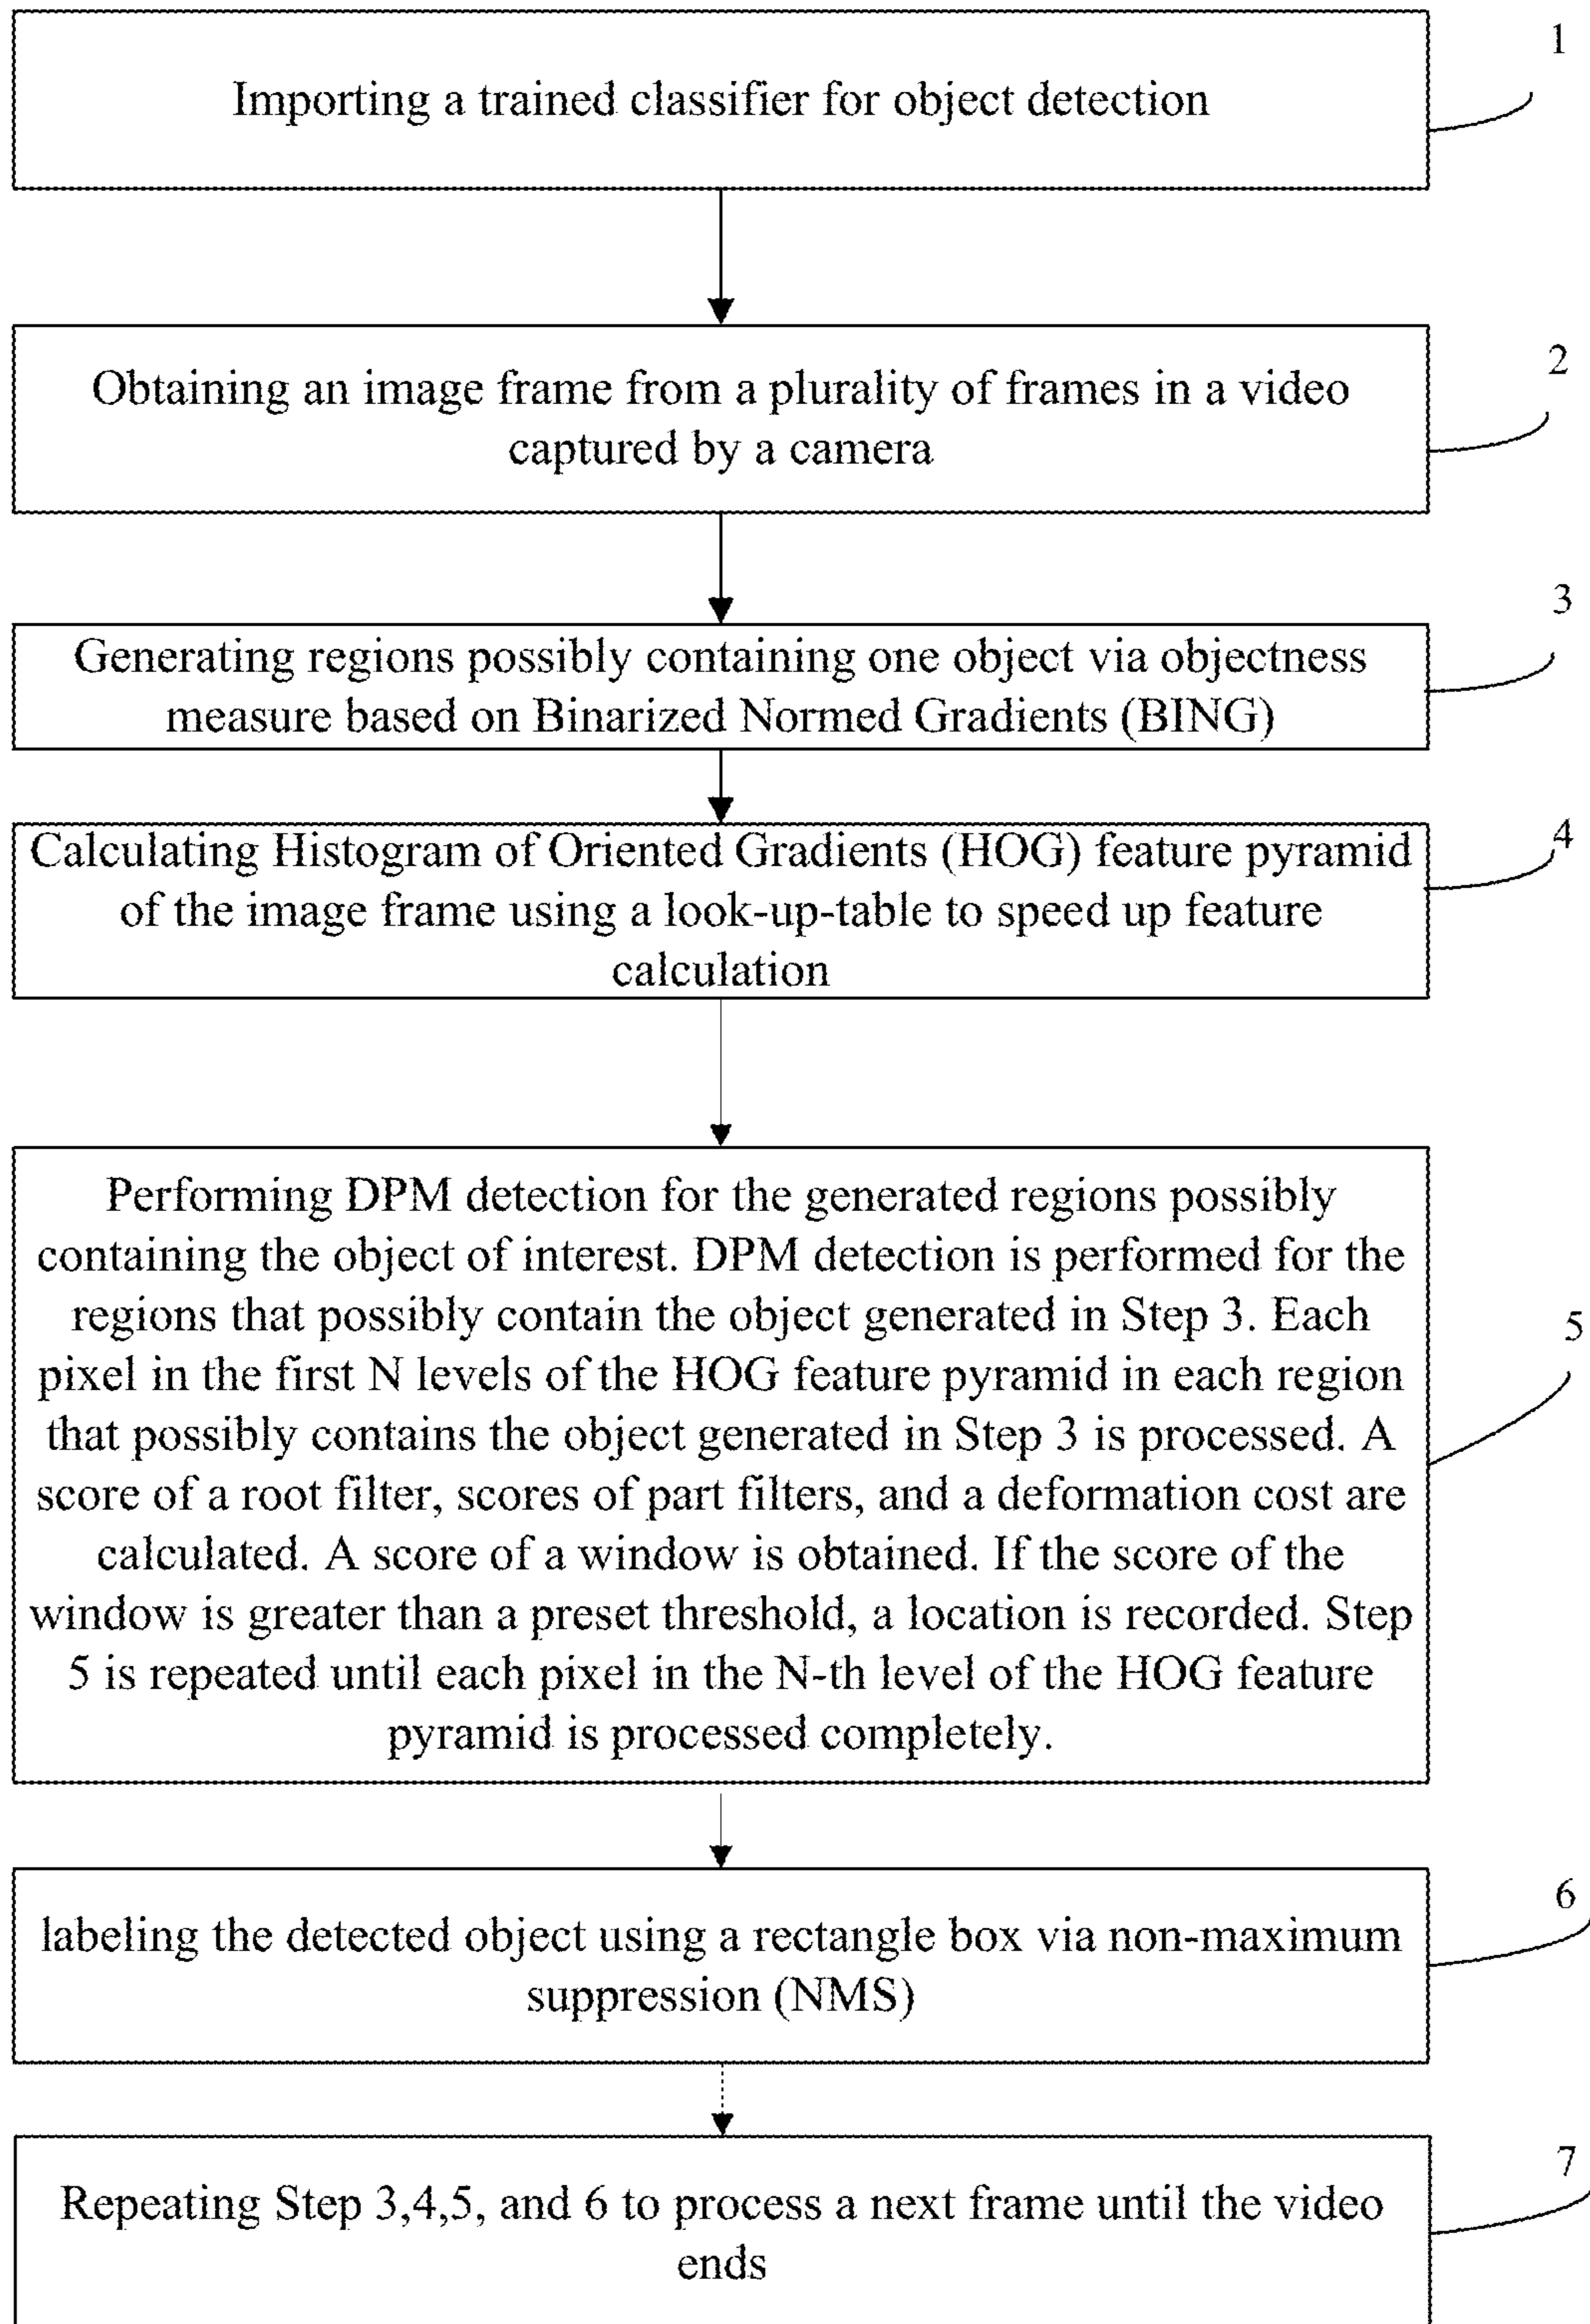 1
Importing a trained classifier for object detection
2
Obtaining an image frame from a plurality of frames in a video
captured by a camera
3
Generating regions possibly containing one object via objectness
measure based on Binarized Normed Gradients (BING)
4
Calculating Histogram of Oriented Gradients (HOG) feature pyramid
of the image frame using a look-up-table to speed up feature
calculation
Performing DPM detection for the generated regions possibly
containing the object of interest. DPM detection is performed for the
regions that possibly contain the object generated in Step 3. Each
5
pixel in the first N levels of the HOG feature pyramid in each region
that possibly contains the object generated in Step 3 is processed. A
score of a root filter, scores of part filters, and a deformation cost are
calculated. A score of a window is obtained. If the score of the
window is greater than a preset threshold, a location is recorded. Step
5 is repeated until each pixel in the N-th level of the HOG feature
pyramid is processed completely.
6
labeling the detected object using a rectangle box via non-maximum
suppression (NMS)
7
Repeating Step 3,4,5, and 6 to process a next frame until the video
ends